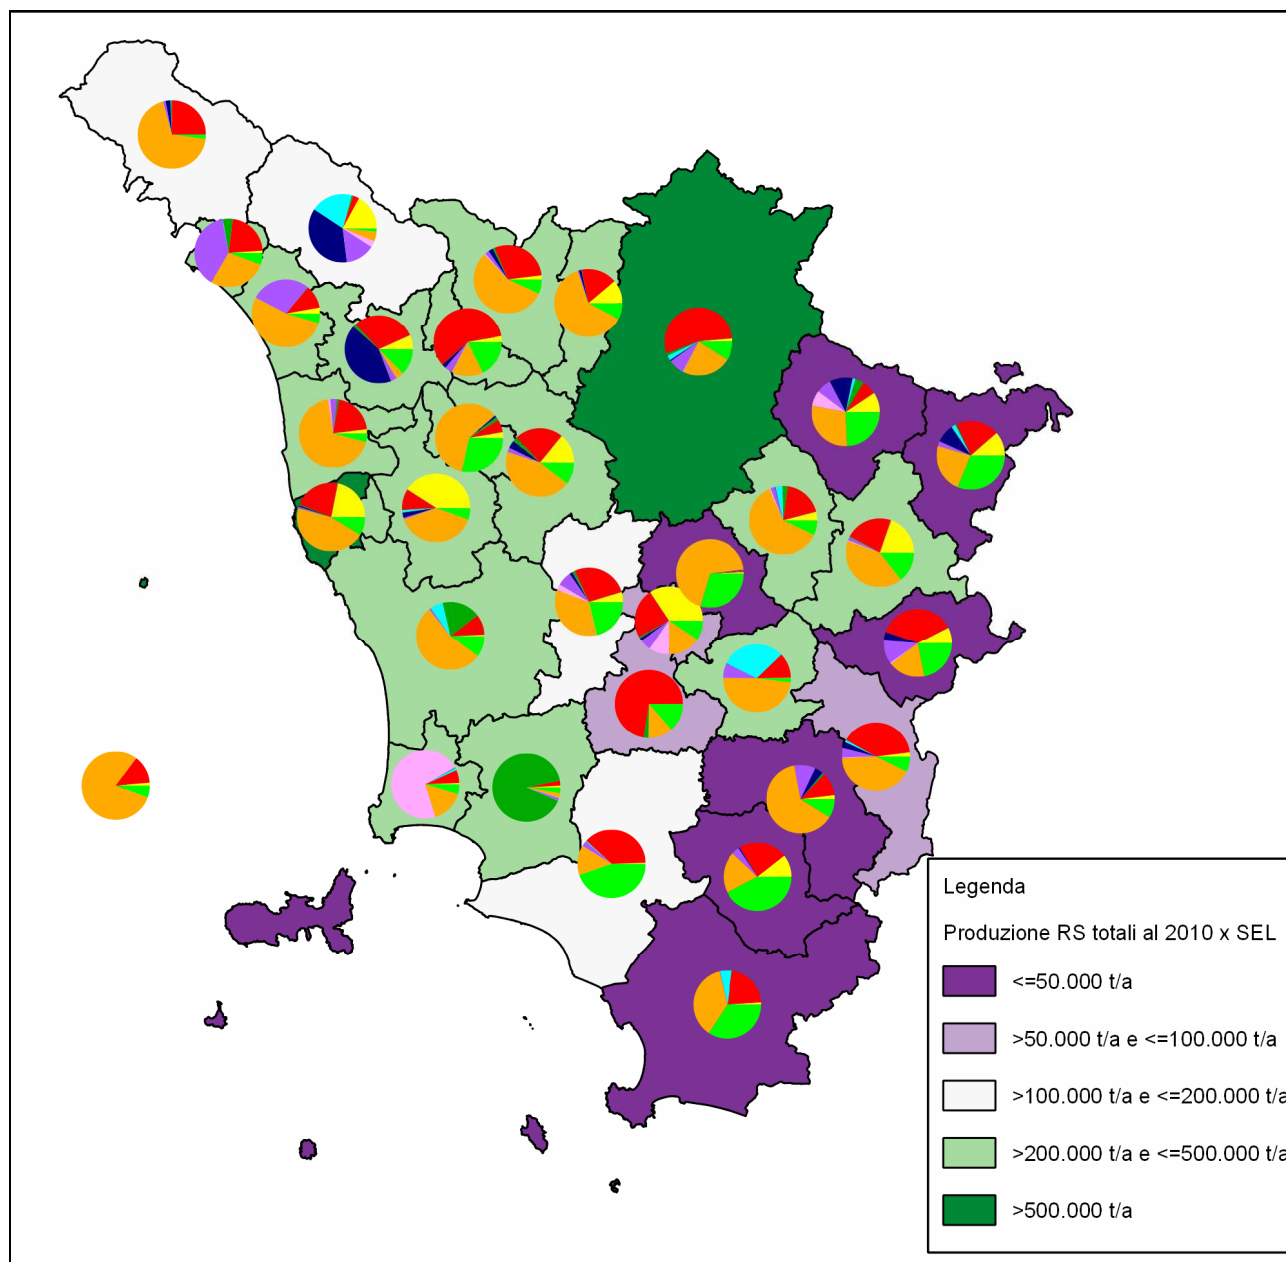 Legenda
Produzione RS totali al 2010 x SEL
<=50.000 t/a
>50.000 t/a e <=100.000 t/a
>100.000 t/a e <=200.000 t/a
>200.000 t/a e <=500.000 t/a
>500.000 t/a